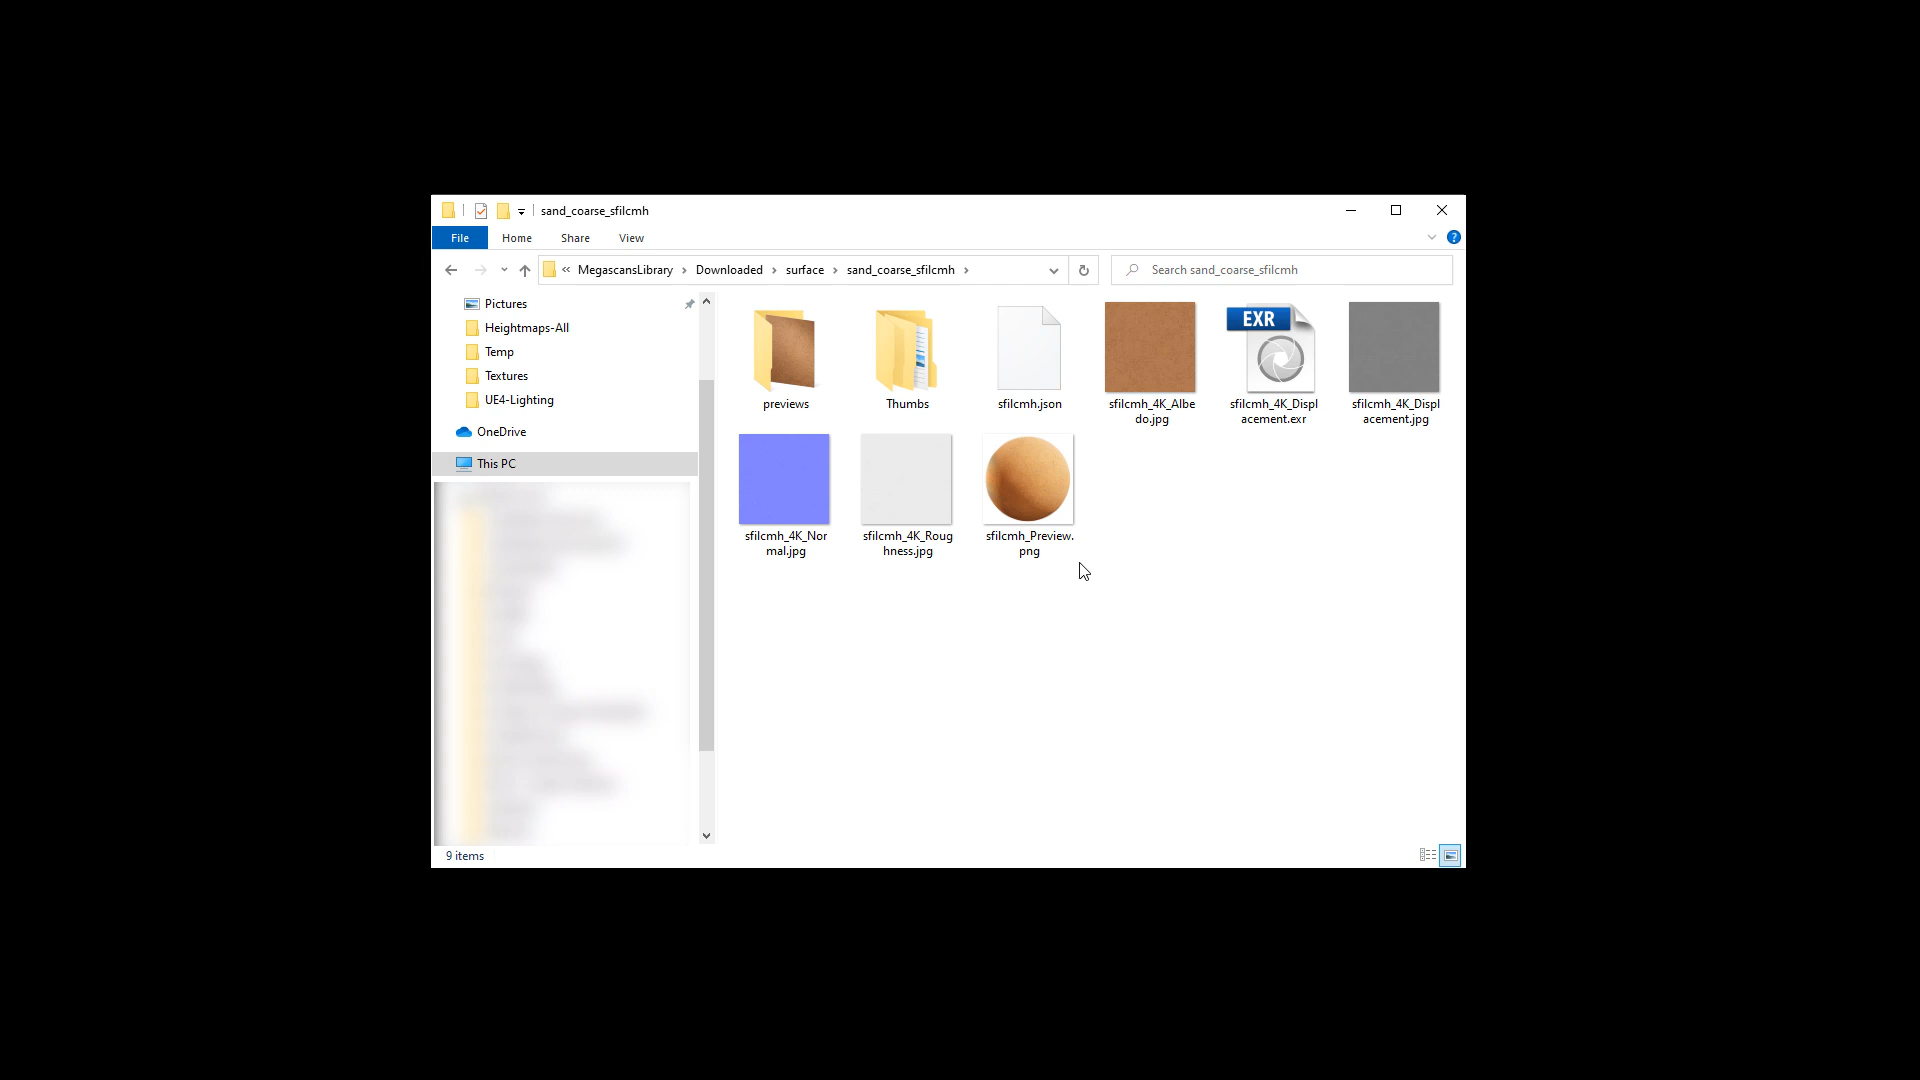 sand_coarse_sfilcmh
File Home Share View
« MegascansLibrary > Downloaded > surface > sand_coarse_sfilcmh >
Search sand_coarse_sfilcmh
Pictures
Heightmaps-All
Temp
Textures
UE4-Lighting
OneDrive
This PC
previews
Thumbs
sfilcmh.json
sfilcmh_4K_Albe
do.jpg
EXR
sfilcmh_4K_Displ
acement.exr
sfilcmh_4K_Displ
acement.jpg
sfilcmh_4K_Nor
mal.jpg
sfilcmh_4K_Roug
hness.jpg
sfilcmh_Preview.
png
9 items